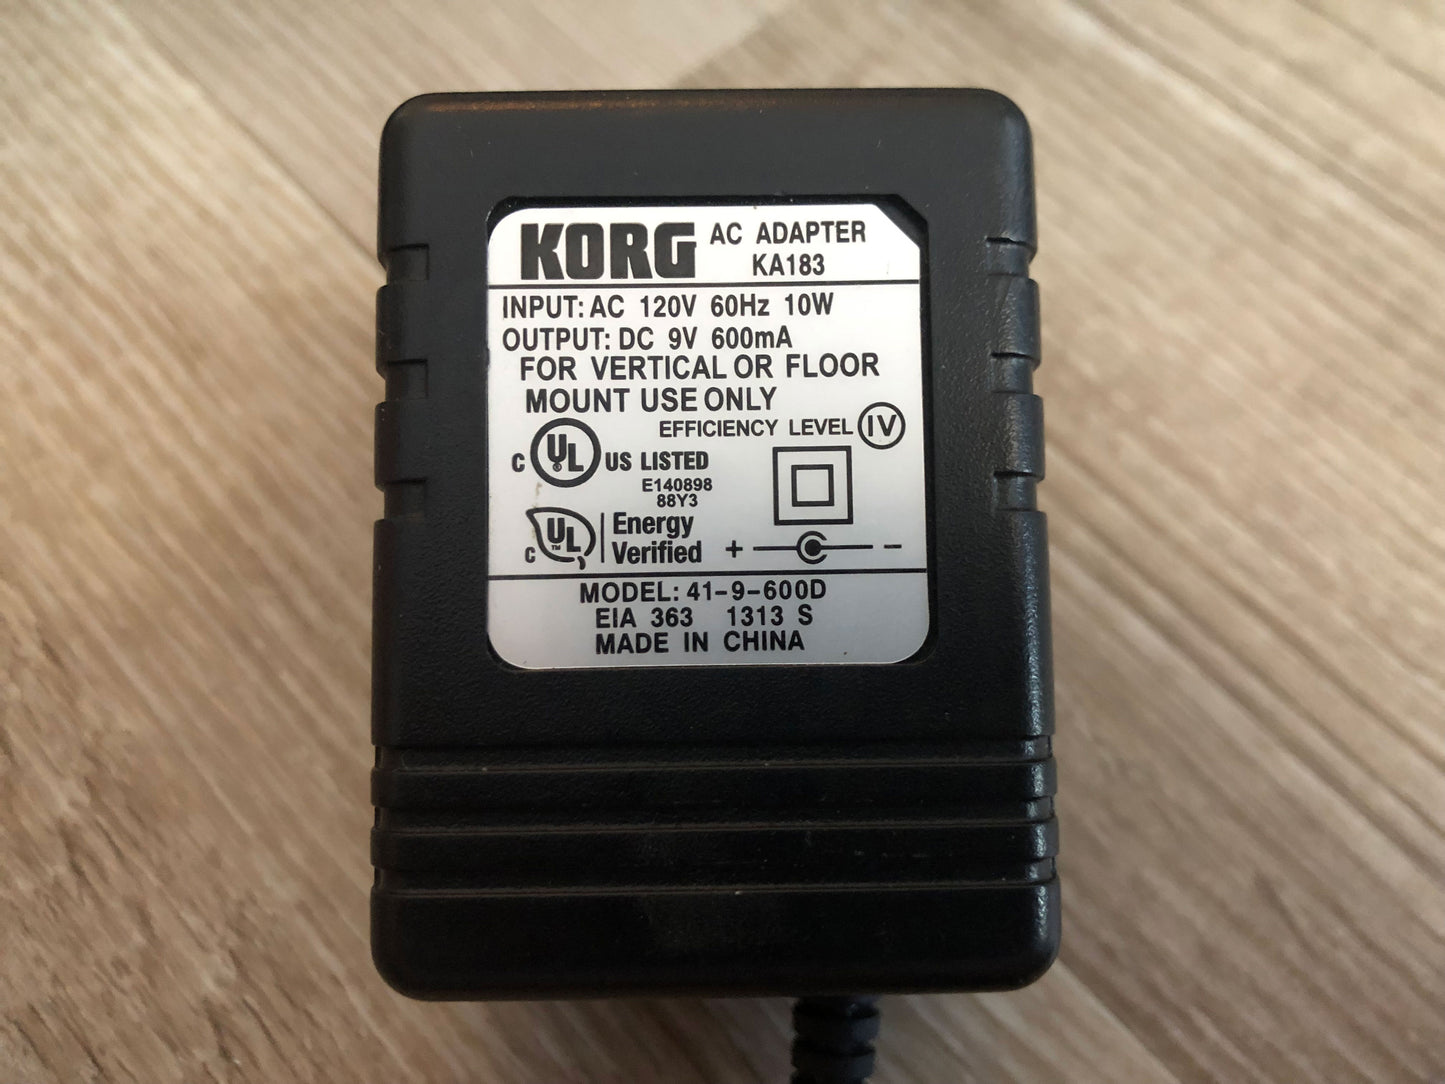 KORG AC ADAPTER
KA183
INPUT: AC 120V 60Hz 10W
OUTPUT: DC 9V 600mA
FOR VERTICAL OR FLOOR
MOUNT USE ONLY
EFFICIENCY LEVEL IV
C UL US LISTED
E140898
88Y3
C UL TM Energy
Verified + −
MODEL: 41-9-600D
EIA 363 1313 S
MADE IN CHINA